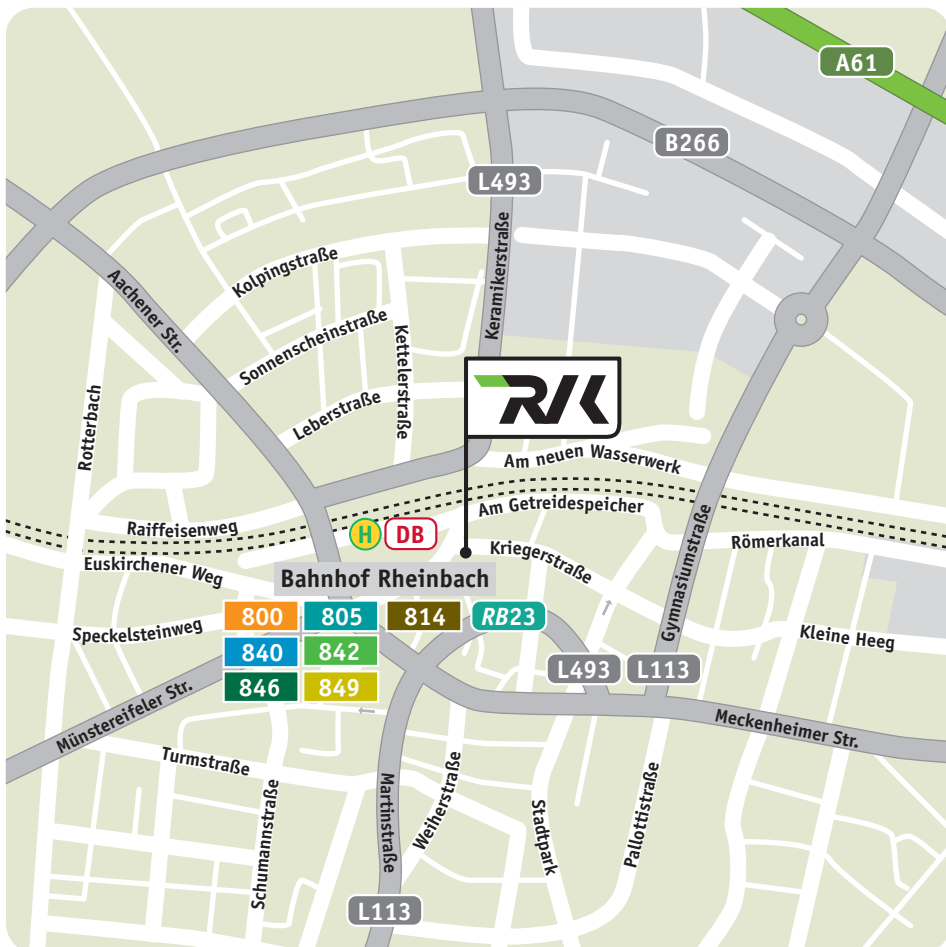 A61
B266
L493
Kolpingstraße
Keramikerstraße
Aachener Str.
Sonnenscheinstraße
Kettelerstraße
RVK
Leberstraße
Rotterbach
Am neuen Wasserwerk
Am Getreidespeicher
Raiffeisenweg
H DB
Kriegerstraße
Römerkanal
Euskirchener Weg
Bahnhof Rheinbach
Gymnasiumstraße
800 805 814 RB23
Speckelsteinweg
Kleine Heeg
840 842
L493 L113
846 849
Münstereifeler Str.
Meckenheimer Str.
Turmstraße
Schumannstraße
Martinstraße
Weiherstraße
Stadtpark
Pallottistraße
L113